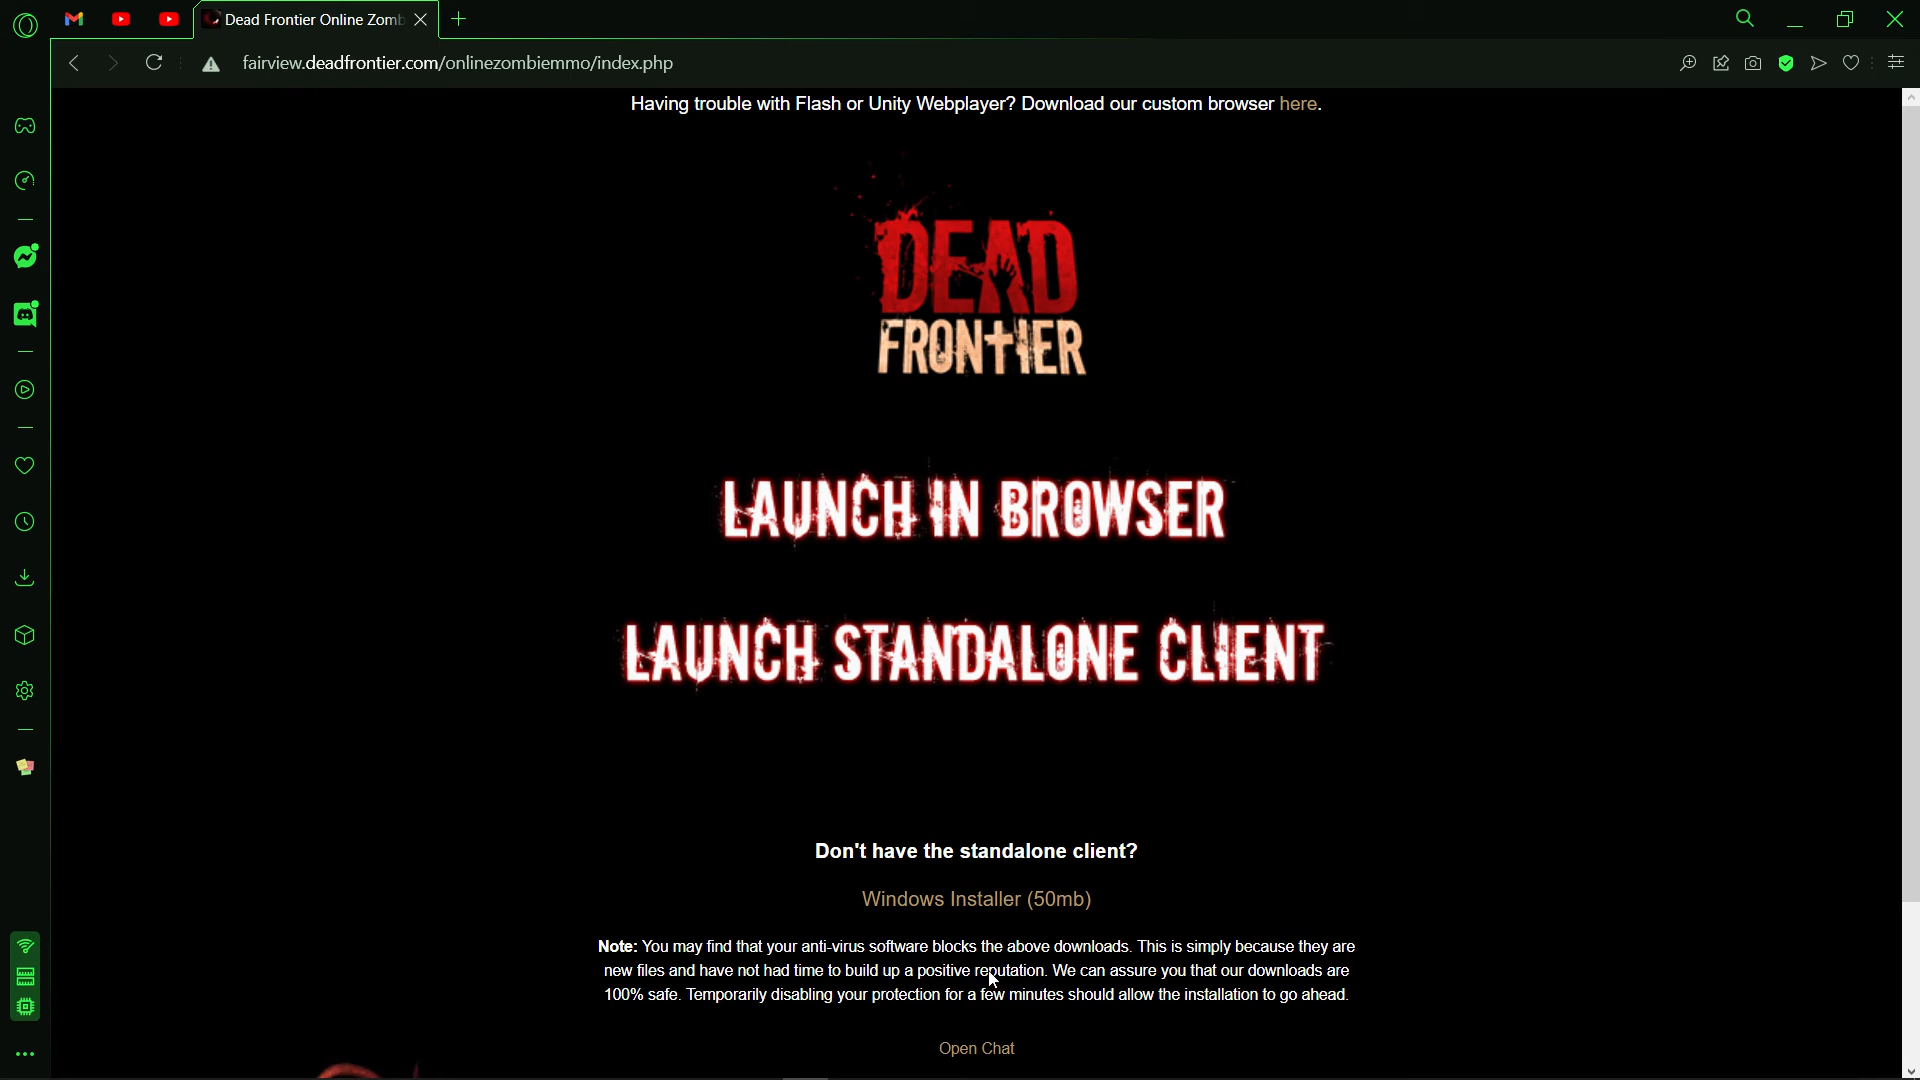 Dead Frontier Online Zomb
fairview.deadfrontier.com/onlinezombiemmo/index.php
Having trouble with Flash or Unity Webplayer? Download our custom browser here.
DEAD
FRONTIER
LAUNCH IN BROWSER
LAUNCH STANDALONE CLIENT
Don't have the standalone client?
Windows Installer (50mb)
Note: You may find that your anti-virus software blocks the above downloads. This is simply because they are
new files and have not had time to build up a positive reputation. We can assure you that our downloads are
100% safe. Temporarily disabling your protection for a few minutes should allow the installation to go ahead.
Open Chat